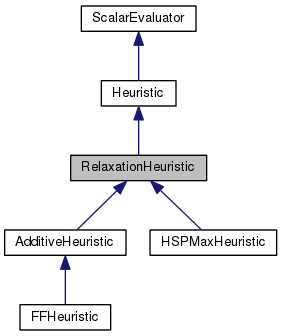 ScalarEvaluator
Heuristic
RelaxationHeuristic
AdditiveHeuristic
HSPMaxHeuristic
FFHeuristic